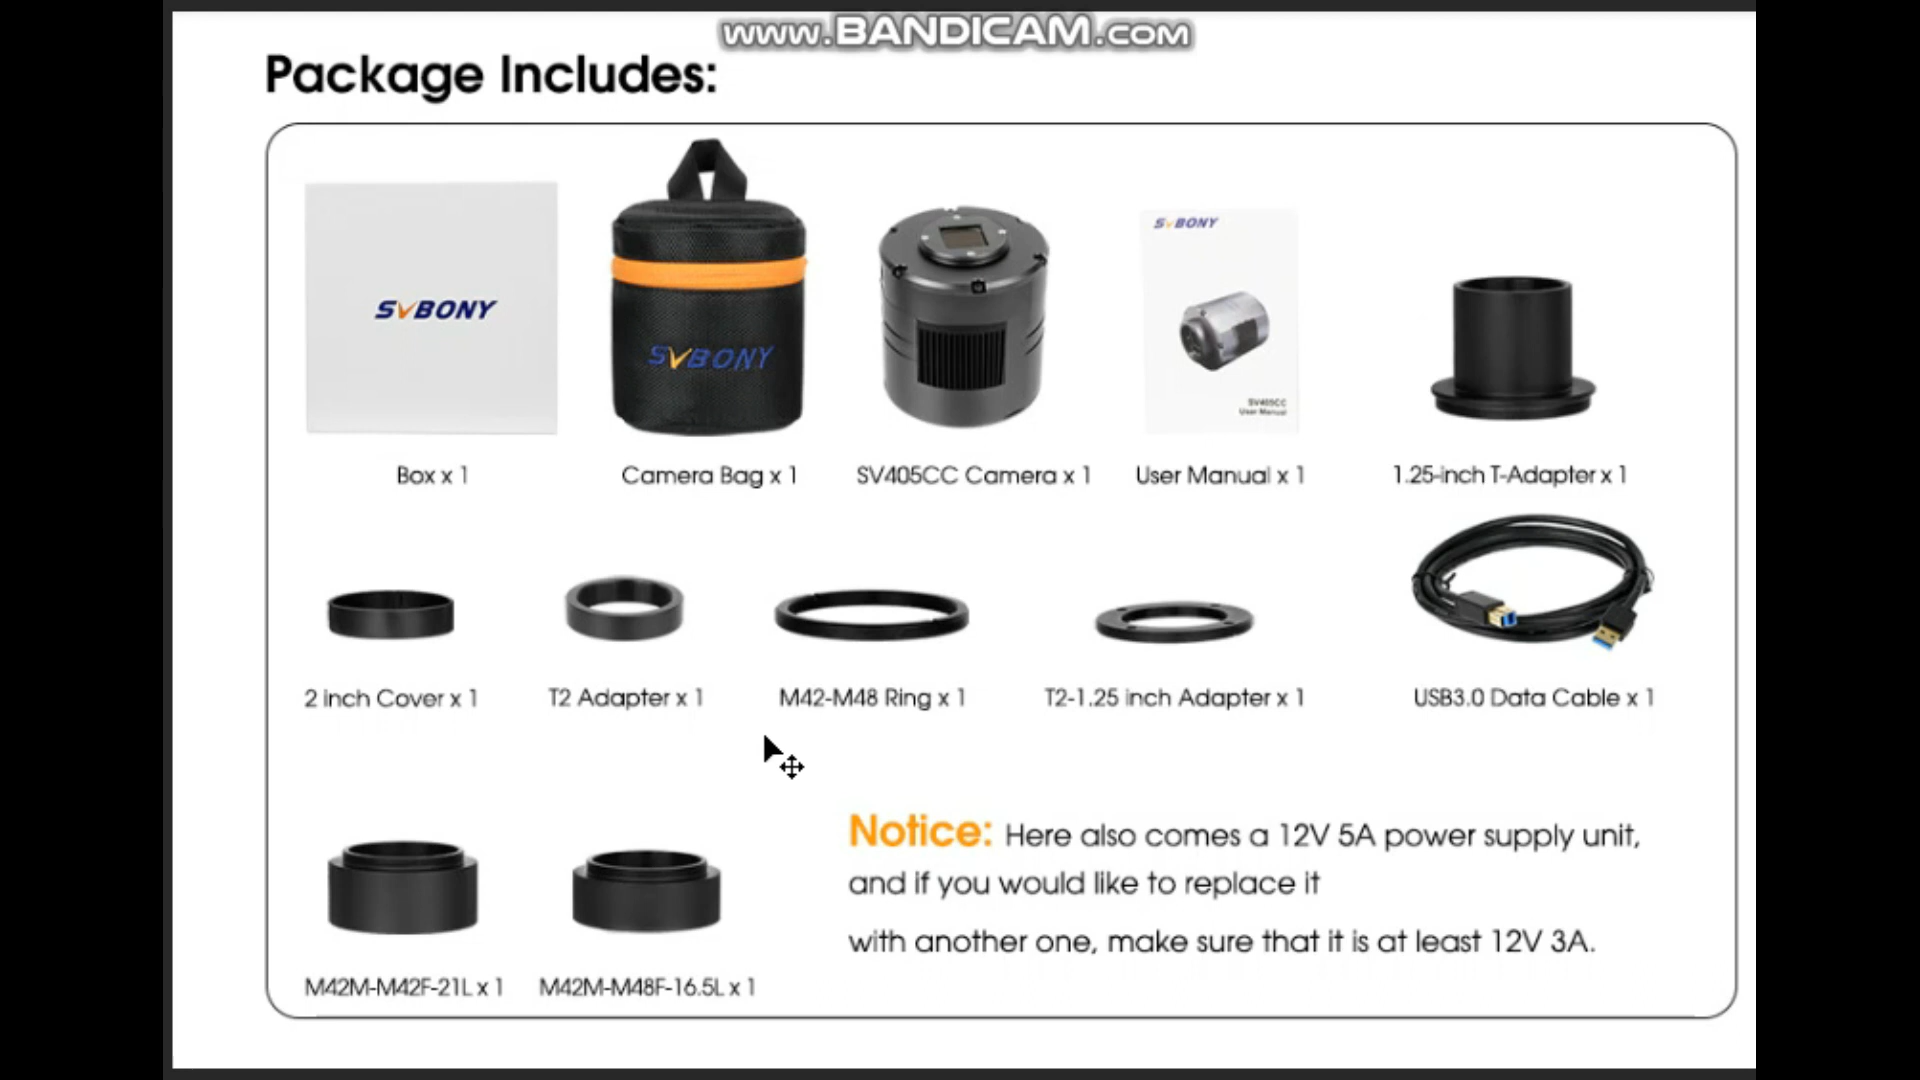 www.BANDICAM.com
Package Includes:
SVBONY
SVBONY
SVBONY
SV405CC
User Manual
Box x 1
Camera Bag x 1
SV405CC Camera x 1
User Manual x 1
1.25-inch T-Adapter x 1
2 inch Cover x 1
T2 Adapter x 1
M42-M48 Ring x 1
T2-1.25 inch Adapter x 1
USB3.0 Data Cable x 1
Notice: Here also comes a 12V 5A power supply unit,
and if you would like to replace it
with another one, make sure that it is at least 12V 3A.
M42M-M42F-21L x 1
M42M-M48F-16.5L x 1